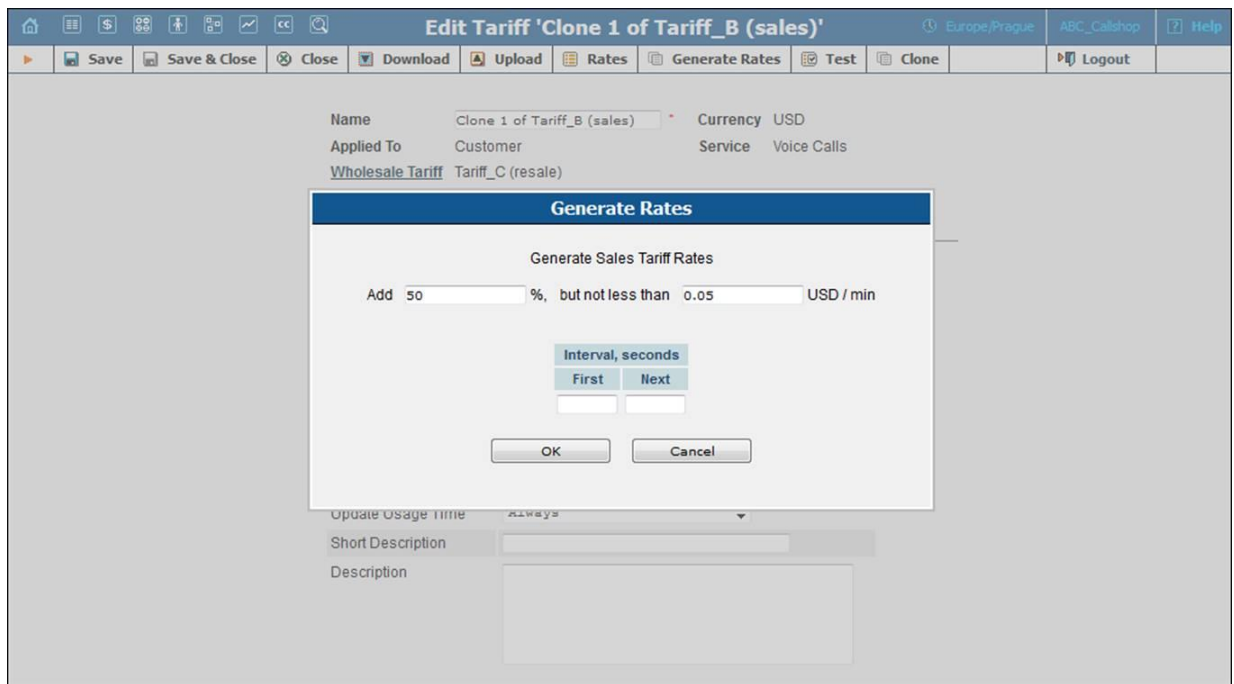 Edit Tariff 'Clone 1 of Tariff_B (sales)' Europe/Prague ABC_Callshop ? Help
Save Save & Close Close Download Upload Rates Generate Rates Test Clone Logout
Name Clone 1 of Tariff_B (sales) * Currency USD
Applied To Customer Service Voice Calls
Wholesale Tariff Tariff_C (resale)
Generate Rates
Generate Sales Tariff Rates
Add 50 %, but not less than 0.05 USD / min
Interval, seconds
First Next
OK Cancel
Update Usage Time Always
Short Description
Description